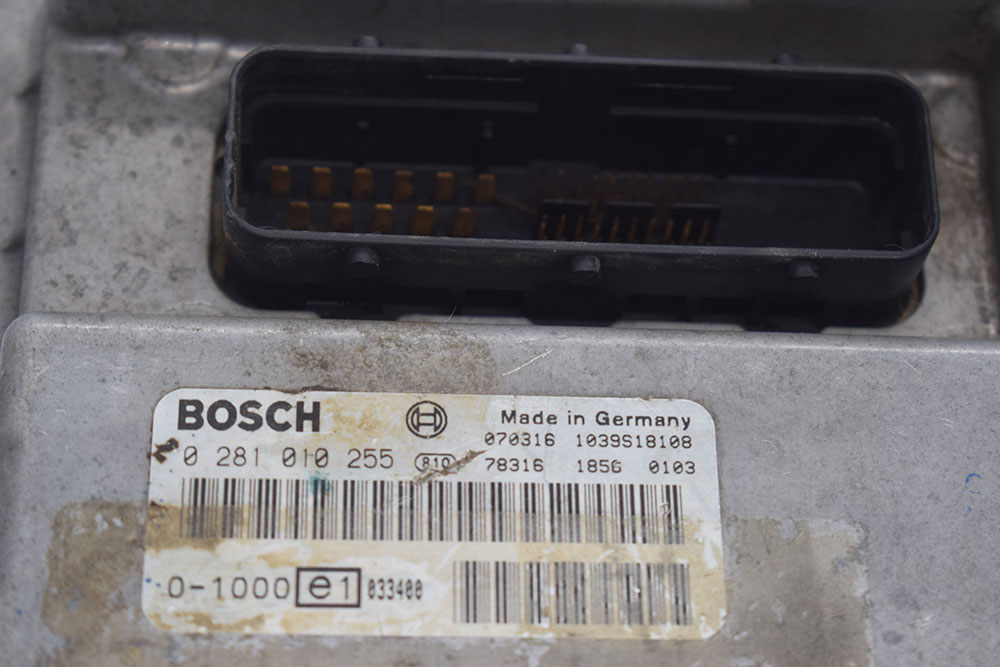 BOSCH
Made in Germany
070316 1039S18108
0 281 010 255 810 78316 1856 0103
0-1000 e1 033400